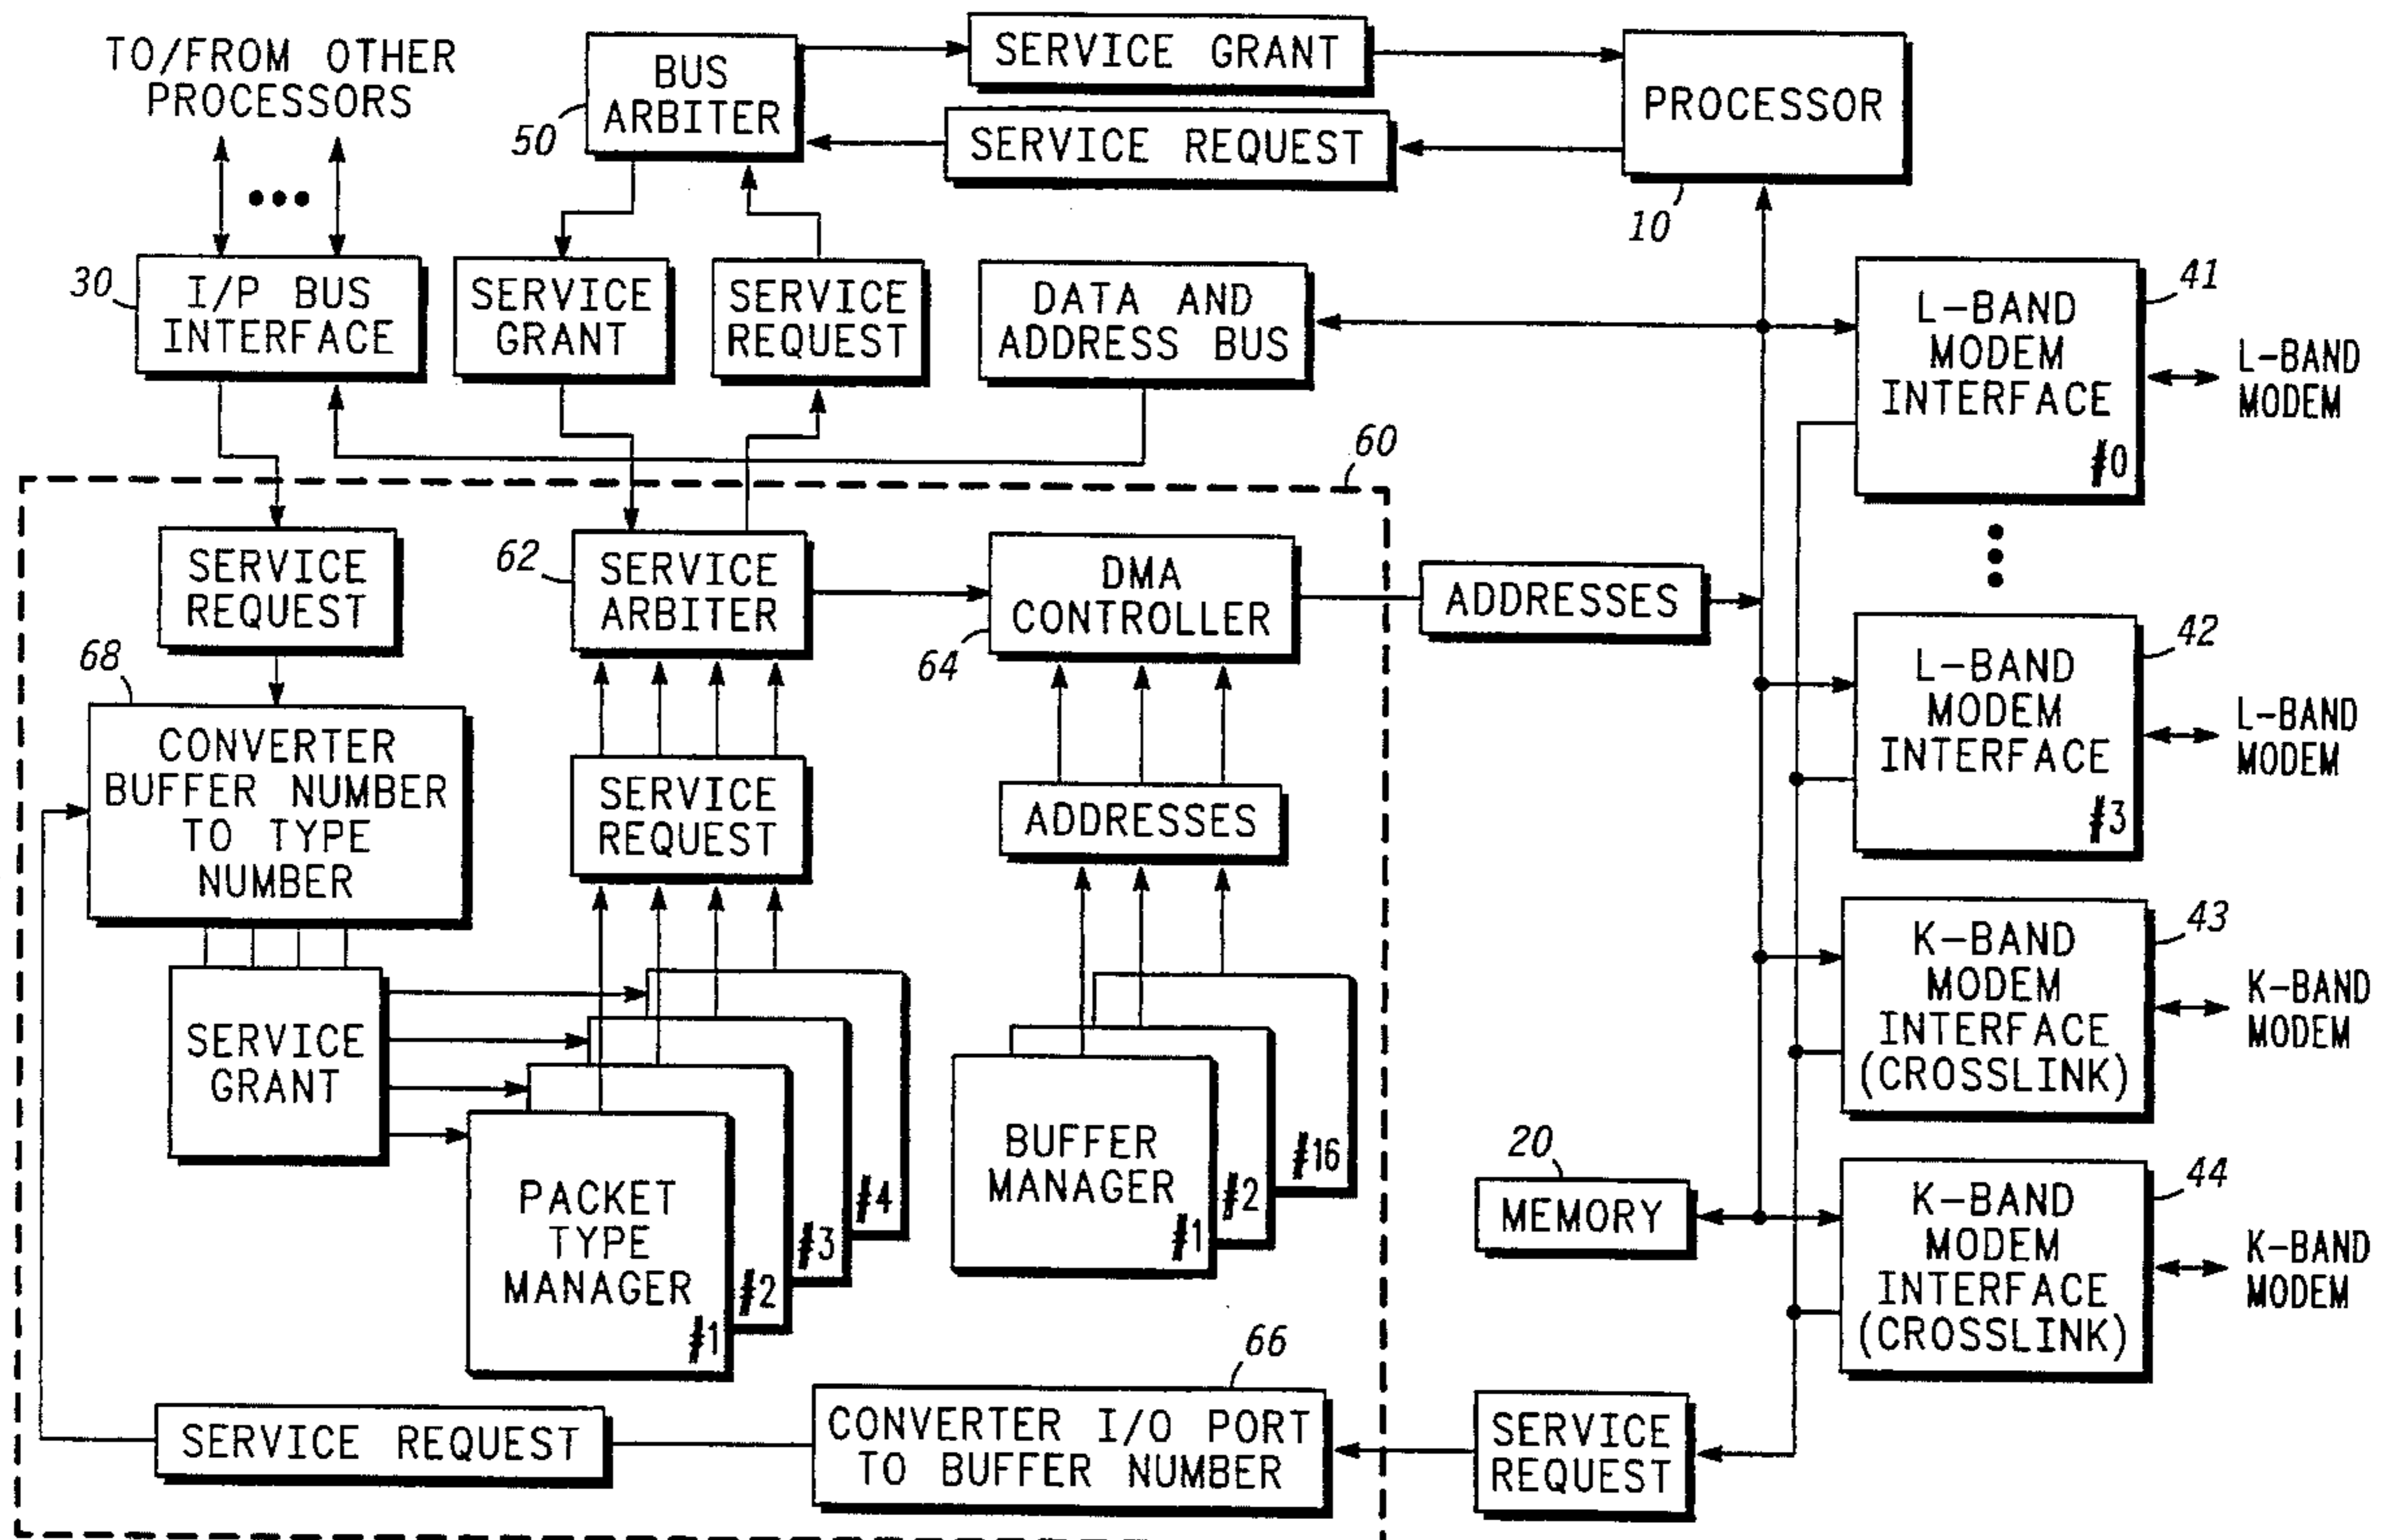 TO/FROM OTHER
PROCESSORS
BUS
ARBITER
50
SERVICE GRANT
SERVICE REQUEST
PROCESSOR
10
30
I/P BUS
INTERFACE
SERVICE
GRANT
SERVICE
REQUEST
DATA AND
ADDRESS BUS
L-BAND
MODEM
INTERFACE
#0
41
L-BAND
MODEM
60
SERVICE
REQUEST
62
SERVICE
ARBITER
DMA
CONTROLLER
64
ADDRESSES
L-BAND
MODEM
INTERFACE
#3
42
L-BAND
MODEM
68
CONVERTER
BUFFER NUMBER
TO TYPE
NUMBER
SERVICE
REQUEST
ADDRESSES
K-BAND
MODEM
INTERFACE
(CROSSLINK)
43
K-BAND
MODEM
SERVICE
GRANT
PACKET
TYPE
MANAGER
#1
#2
#3
#4
BUFFER
MANAGER
#1
#2
#16
20
MEMORY
K-BAND
MODEM
INTERFACE
(CROSSLINK)
44
K-BAND
MODEM
SERVICE REQUEST
66
CONVERTER I/O PORT
TO BUFFER NUMBER
SERVICE
REQUEST